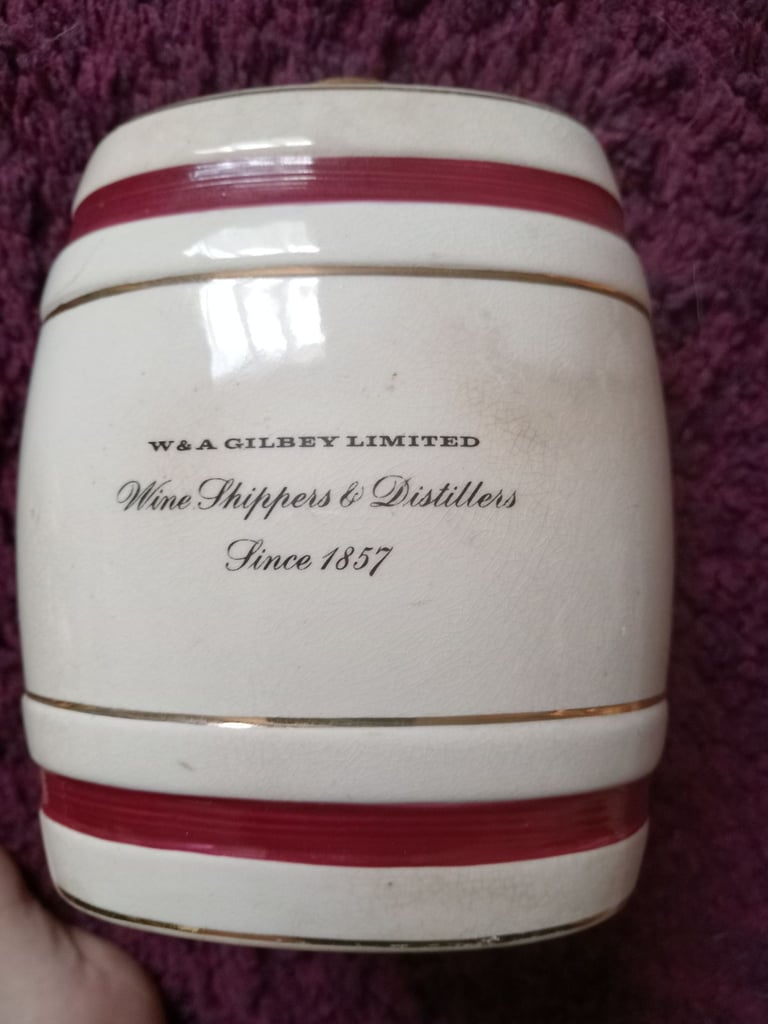 W & A GILBEY LIMITED
Wine Shippers & Distillers
Since 1857